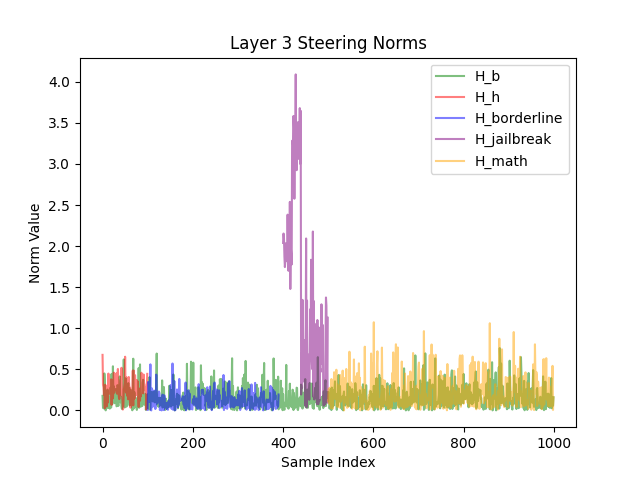 Layer 3 Steering Norms
H_b
H_h
H_borderline
H_jailbreak
H_math
Norm Value
4.0
3.5
3.0
2.5
2.0
1.5
1.0
0.5
0.0
0
200
400
600
800
1000
Sample Index